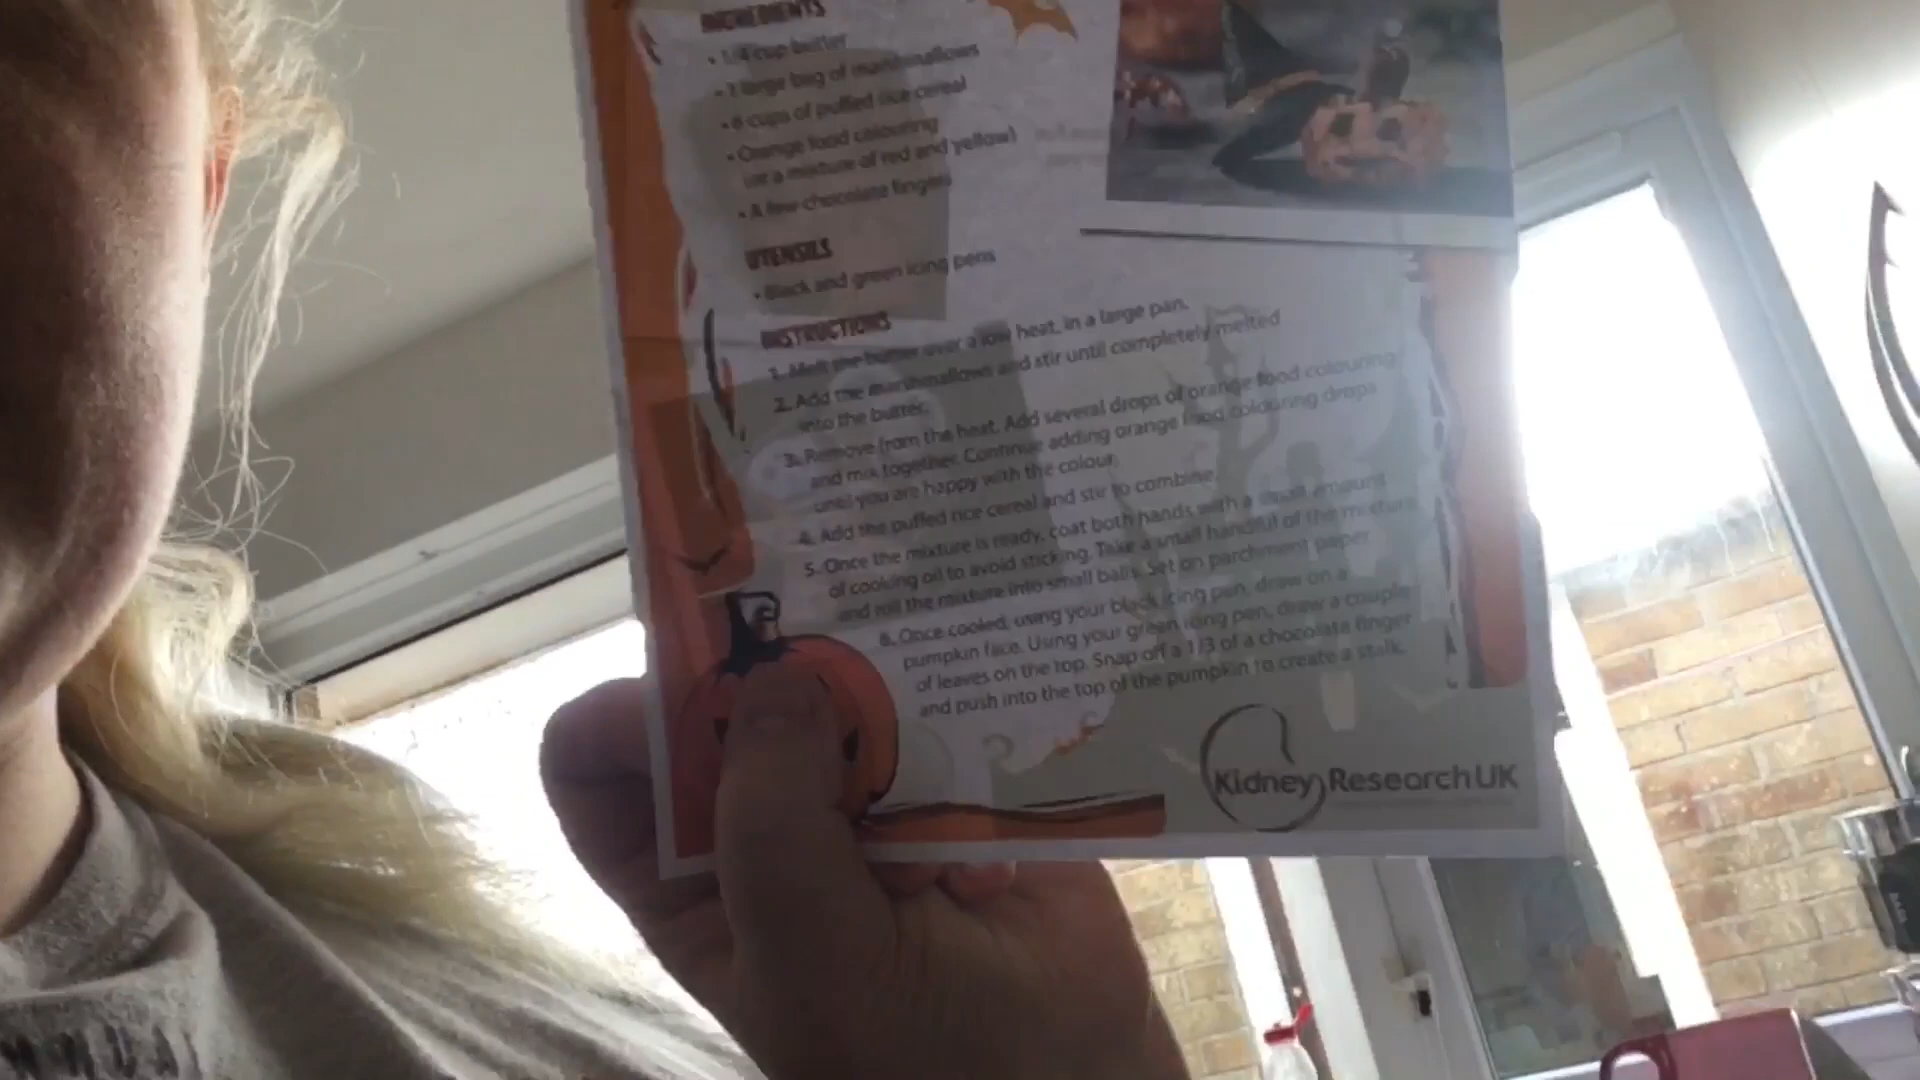 INGREDIENTS
• 1/4 cup butter
• 1 large bag of marshmallows
• 6 cups of puffed rice cereal
• Orange food colouring
(or a mixture of red and yellow)
• A few chocolate fingers
UTENSILS
• Black and green icing pens
INSTRUCTIONS
1. Melt the butter over a low heat, in a large pan.
2. Add the marshmallows and stir until completely melted
into the butter.
3. Remove from the heat. Add several drops of orange food colouring
and mix together. Continue adding orange food colouring drops
until you are happy with the colour.
4. Add the puffed rice cereal and stir to combine.
5. Once the mixture is ready, coat both hands with a small amount
of cooking oil to avoid sticking. Take a small handful of the mixture
and roll the mixture into small balls. Set on parchment paper.
6. Once cooled, using your black icing pen, draw on a
pumpkin face. Using your green icing pen, draw a couple
of leaves on the top. Snap off a 1/3 of a chocolate finger
and push into the top of the pumpkin to create a stalk.
Kidney Research UK